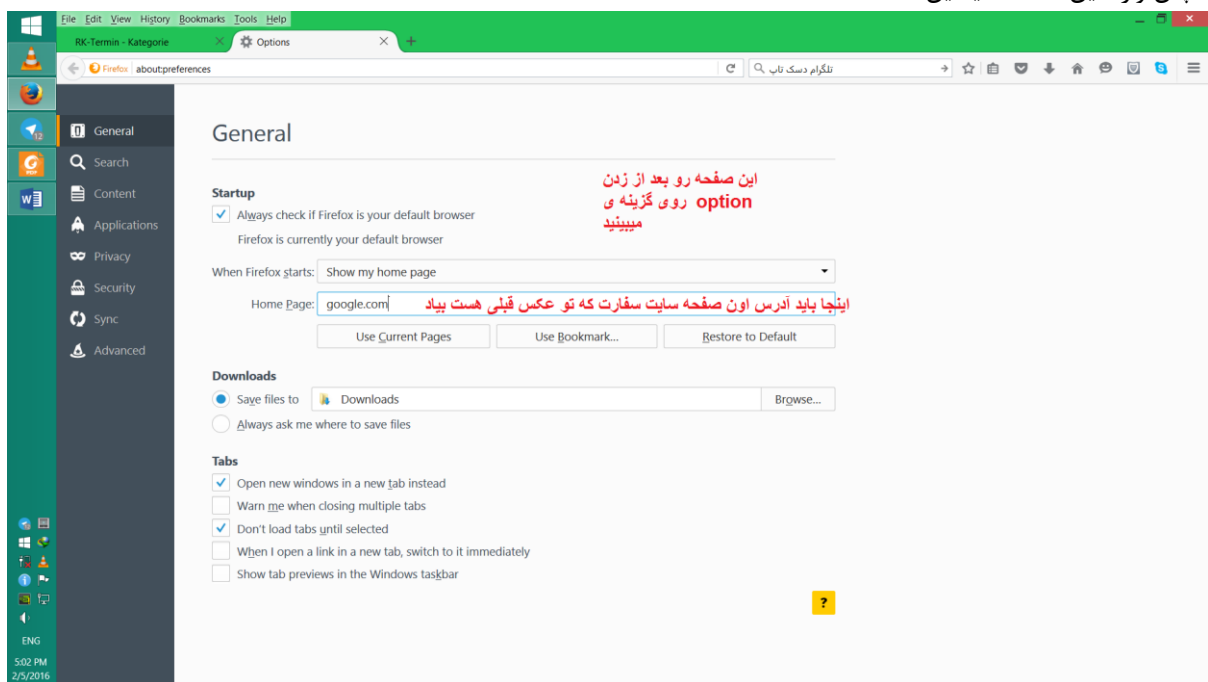 File Edit View History Bookmarks Tools Help
RK-Termin - Kategorie
Options
Firefox about:preferences
تلگرام دسک تاپ
12
PDF
General
Search
Content
Applications
Privacy
Security
Sync
Advanced
General
این صفحه رو بعد از زدن
روی گزینه ی option
میبینید
Startup
Always check if Firefox is your default browser
Firefox is currently your default browser
When Firefox starts: Show my home page
Home Page: google.com اینجا باید آدرس اون صفحه سایت سفارت که تو عکس قبلی هست بیاد
Use Current Pages Use Bookmark... Restore to Default
Downloads
Save files to Downloads Browse...
Always ask me where to save files
Tabs
Open new windows in a new tab instead
Warn me when closing multiple tabs
Don't load tabs until selected
When I open a link in a new tab, switch to it immediately
Show tab previews in the Windows taskbar
?
ENG
5:02 PM
2/5/2016